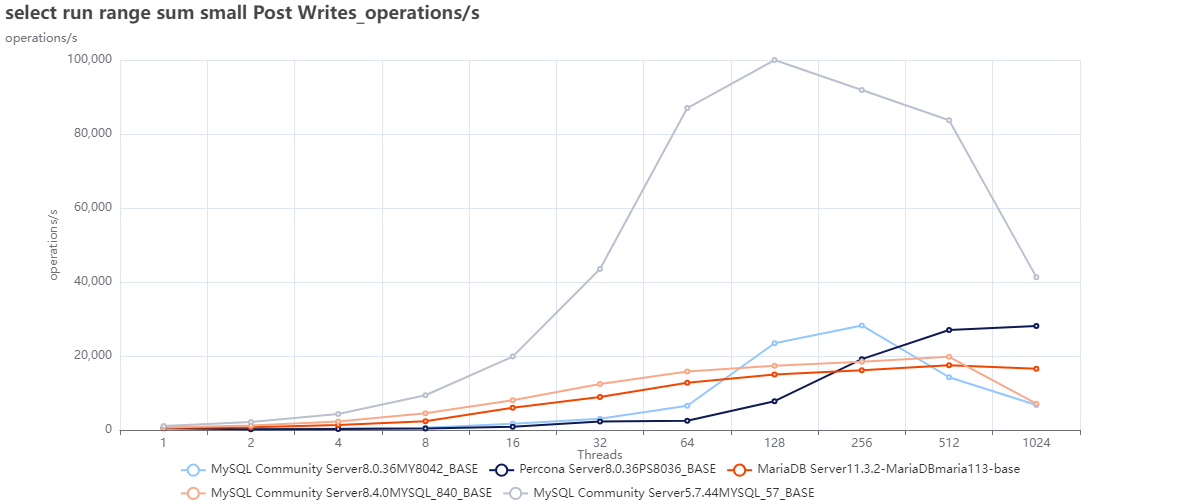 select run range sum small Post Writes_operations/s
operations/s
100,000
80,000
60,000
40,000
20,000
0
operations/s
1 2 4 8 16 32 64 128 256 512 1024
Threads
MySQL Community Server8.0.36MY8042_BASE Percona Server8.0.36PS8036_BASE MariaDB Server11.3.2-MariaDBmaria113-base
MySQL Community Server8.4.0MYSQL_840_BASE MySQL Community Server5.7.44MYSQL_57_BASE